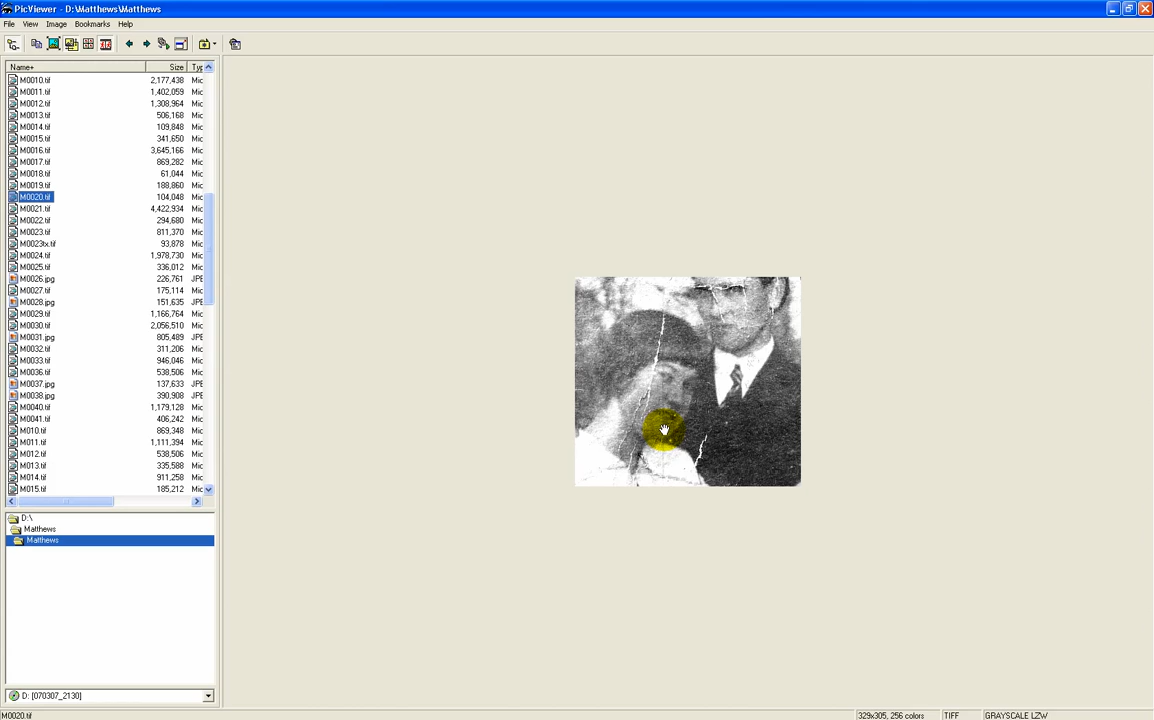 PicViewer - D:\Matthews\Matthews
File View Image Bookmarks Help
Name+ Size Typ
M0010.tif 2,177,438 Mic
M0011.tif 1,402,059 Mic
M0012.tif 1,308,964 Mic
M0013.tif 506,168 Mic
M0014.tif 109,848 Mic
M0015.tif 341,650 Mic
M0016.tif 3,645,166 Mic
M0017.tif 869,282 Mic
M0018.tif 61,044 Mic
M0019.tif 188,860 Mic
M0020.tif 104,048 Mic
M0021.tif 4,422,934 Mic
M0022.tif 294,680 Mic
M0023.tif 811,370 Mic
M0023tx.tif 93,878 Mic
M0024.tif 1,978,730 Mic
M0025.tif 336,012 Mic
M0026.jpg 226,761 JPE
M0027.tif 175,114 Mic
M0028.jpg 151,635 JPE
M0029.tif 1,166,764 Mic
M0030.tif 2,056,510 Mic
M0031.jpg 805,489 JPE
M0032.tif 311,206 Mic
M0033.tif 946,046 Mic
M0036.tif 538,506 Mic
M0037.jpg 137,633 JPE
M0038.jpg 390,908 JPE
M0040.tif 1,179,128 Mic
M0041.tif 406,242 Mic
M010.tif 869,348 Mic
M011.tif 1,111,394 Mic
M012.tif 538,506 Mic
M013.tif 335,588 Mic
M014.tif 911,258 Mic
M015.tif 185,212 Mic
D:\
Matthews
Matthews
D: [070307_2130]
M0020.tif 329x305, 256 colors TIFF GRAYSCALE LZW